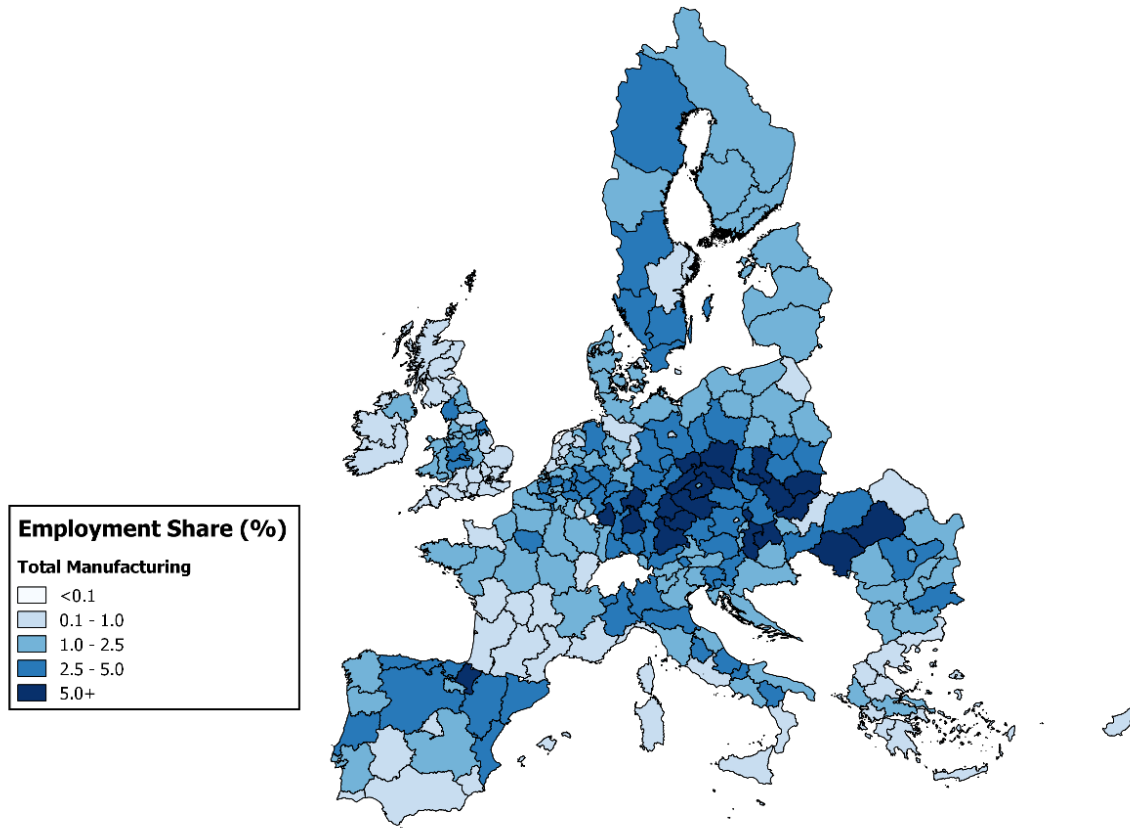 Employment Share (%)
Total Manufacturing
<0.1
0.1 - 1.0
1.0 - 2.5
2.5 - 5.0
5.0+